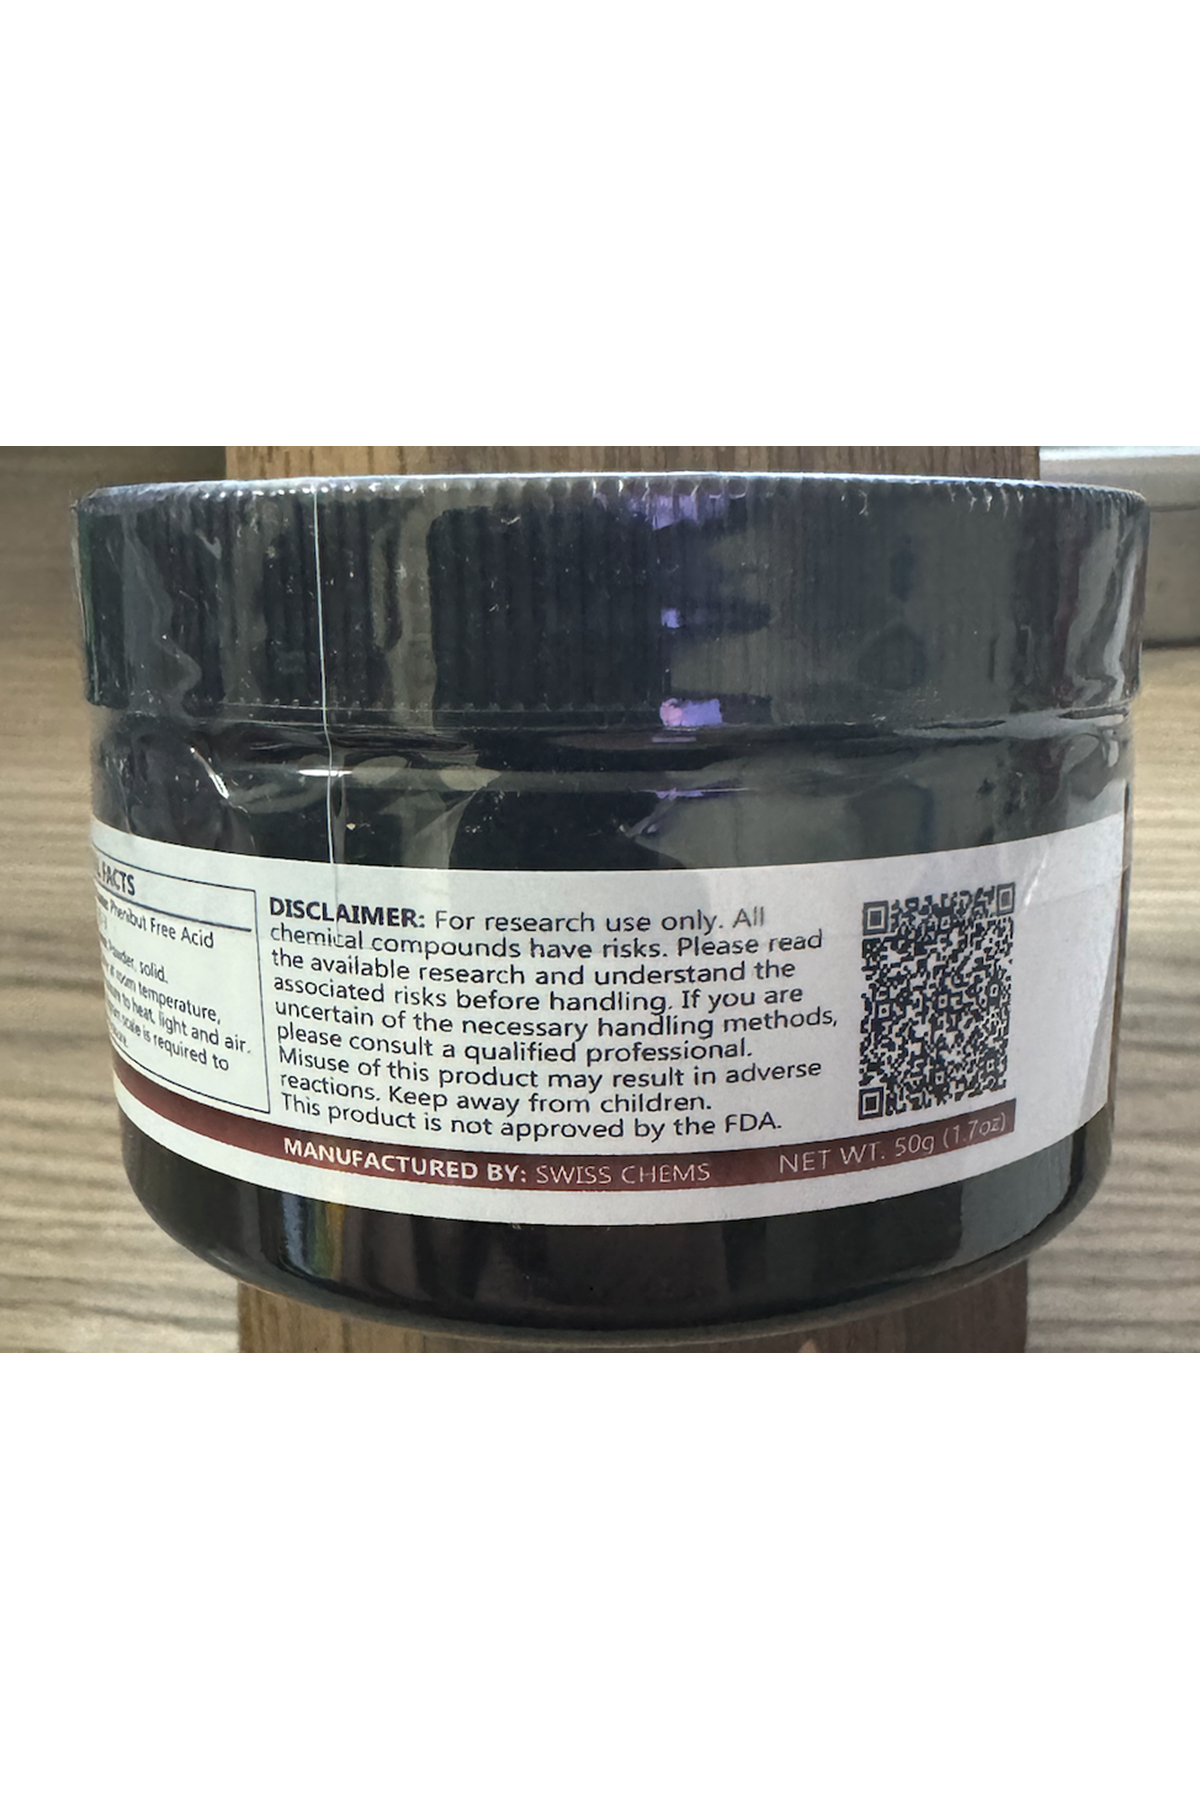 FACTS
Phenibut Free Acid
Powder, solid.
room temperature,
to heat, light and air.
scale is required to
DISCLAIMER: For research use only. All
chemical compounds have risks. Please read
the available research and understand the
associated risks before handling. If you are
uncertain of the necessary handling methods,
please consult a qualified professional.
Misuse of this product may result in adverse
reactions. Keep away from children.
This product is not approved by the FDA.
MANUFACTURED BY: SWISS CHEMS
NET WT. 50g (1.7oz)